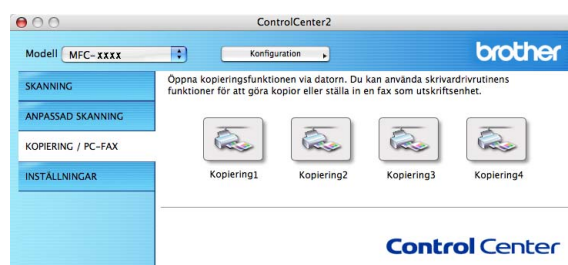 ControlCenter2
Modell MFC-xxxx Konfiguration brother
SKANNING
ANPASSAD SKANNING
KOPIERING / PC-FAX
INSTÄLLNINGAR
Öppna kopieringsfunktionen via datorn. Du kan använda skrivardrivrutinens
funktioner för att göra kopior eller ställa in en fax som utskriftsenhet.
Kopiering1 Kopiering2 Kopiering3 Kopiering4
Control Center